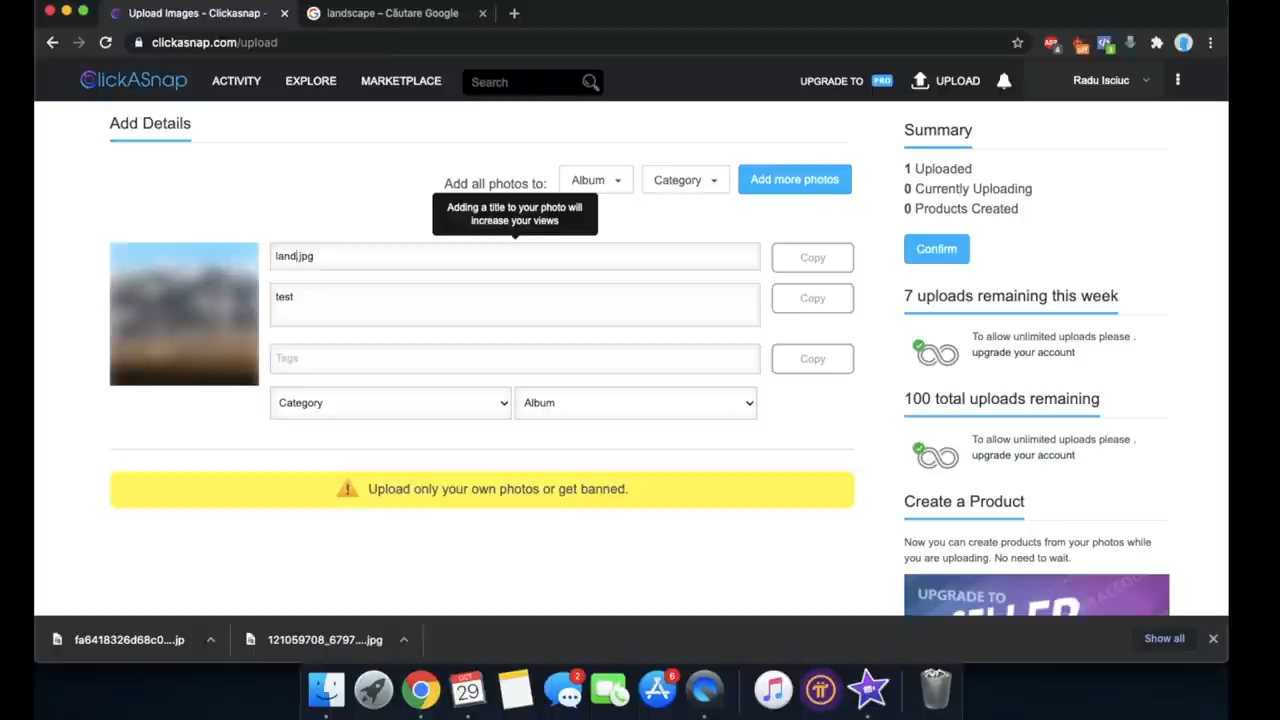 Upload Images - Clickasnap -
landscape – Căutare Google
clickasnap.com/upload
ClickASnap
ACTIVITY
EXPLORE
MARKETPLACE
Search
UPGRADE TO PRO
UPLOAD
Radu Isciuc
Add Details
Add all photos to:
Album
Category
Add more photos
Adding a title to your photo will
increase your views
land.jpg
Copy
test
Copy
Tags
Copy
Category
Album
Upload only your own photos or get banned.
Summary
1 Uploaded
0 Currently Uploading
0 Products Created
Confirm
7 uploads remaining this week
To allow unlimited uploads please .
upgrade your account
100 total uploads remaining
To allow unlimited uploads please .
upgrade your account
Create a Product
Now you can create products from your photos while
you are uploading. No need to wait.
UPGRADE TO
SELLER
ACCOU
fa6418326d68c0....jp
121059708_6797....jpg
Show all
OCT
29
2
6